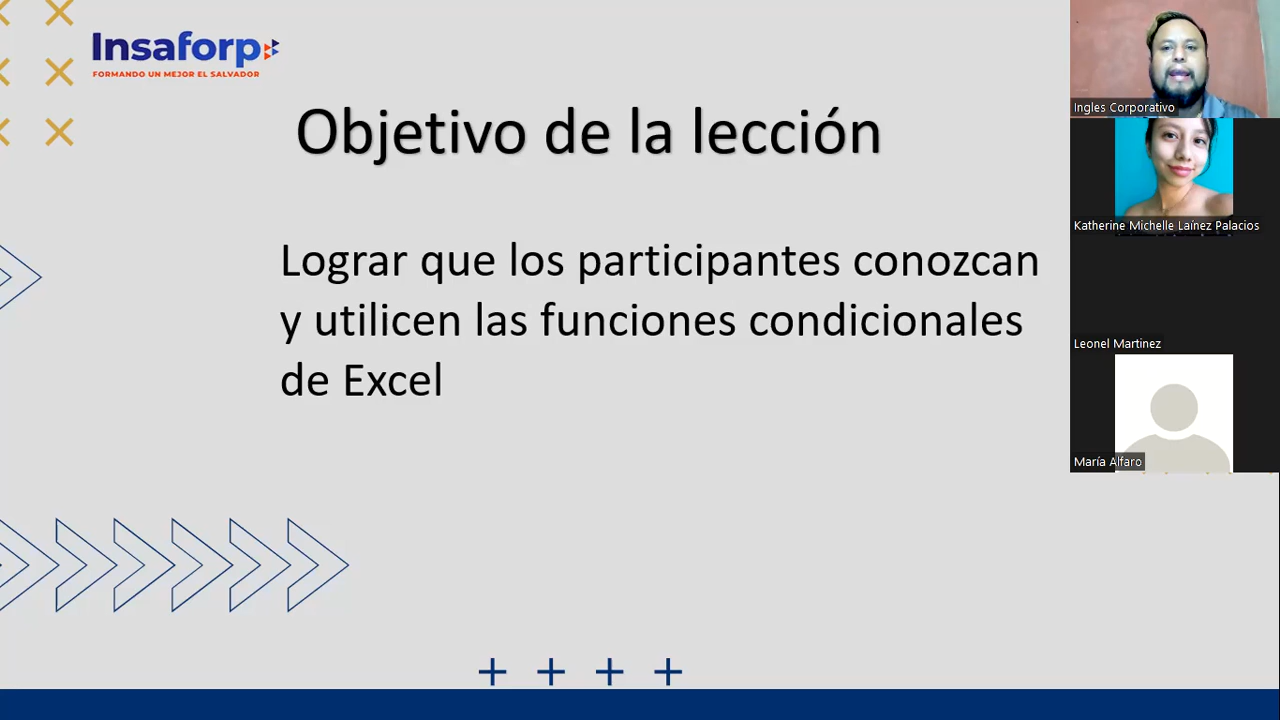 Insaforp
FORMANDO UN MEJOR EL SALVADOR
Objetivo de la lección
Lograr que los participantes conozcan
y utilicen las funciones condicionales
de Excel
Ingles Corporativo
Katherine Michelle Laínez Palacios
Leonel Martinez
María Alfaro